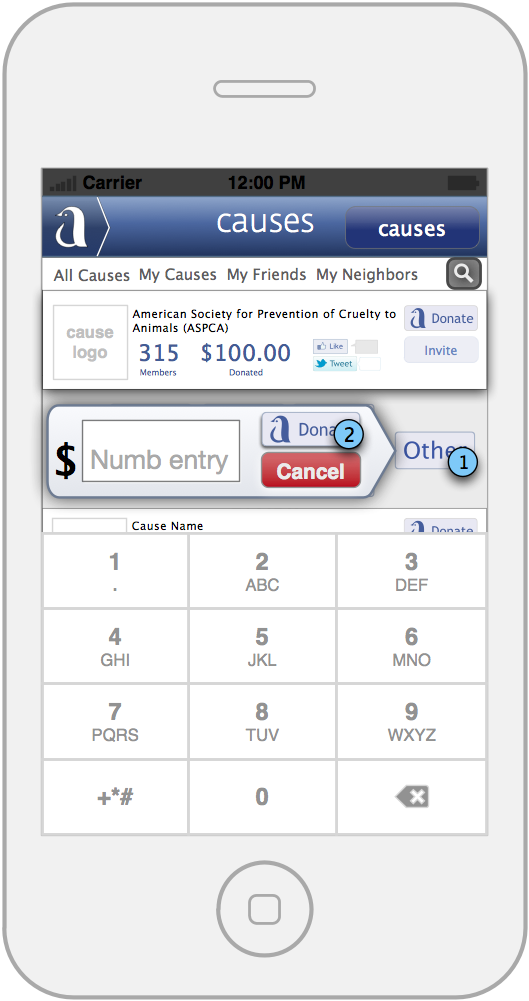 Carrier 12:00 PM
causes causes
All Causes My Causes My Friends My Neighbors
American Society for Prevention of Cruelty to
Animals (ASPCA)
cause
logo
315 $100.00
Members Donated
Like
Tweet
Donate
Invite
$ Numb entry
2
Cancel
Other
1
Cause Name
Donate
1
.
2
ABC
3
DEF
4
GHI
5
JKL
6
MNO
7
PQRS
8
TUV
9
WXYZ
+*#
0